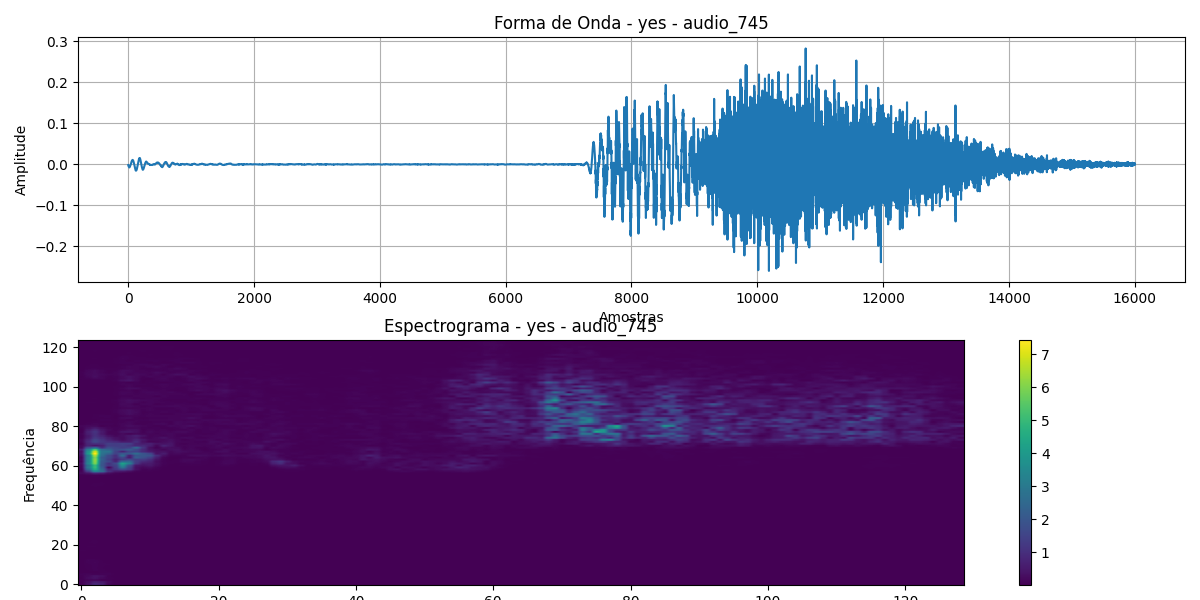 Forma de Onda - yes - audio_745
0.3
0.2
0.1
0.0
−0.1
−0.2
Amplitude
0 2000 4000 6000 8000 10000 12000 14000 16000
Amostras
Espectrograma - yes - audio_745
120
100
80
60
40
20
0
Frequência
7
6
5
4
3
2
1
0 20 40 60 80 100 120